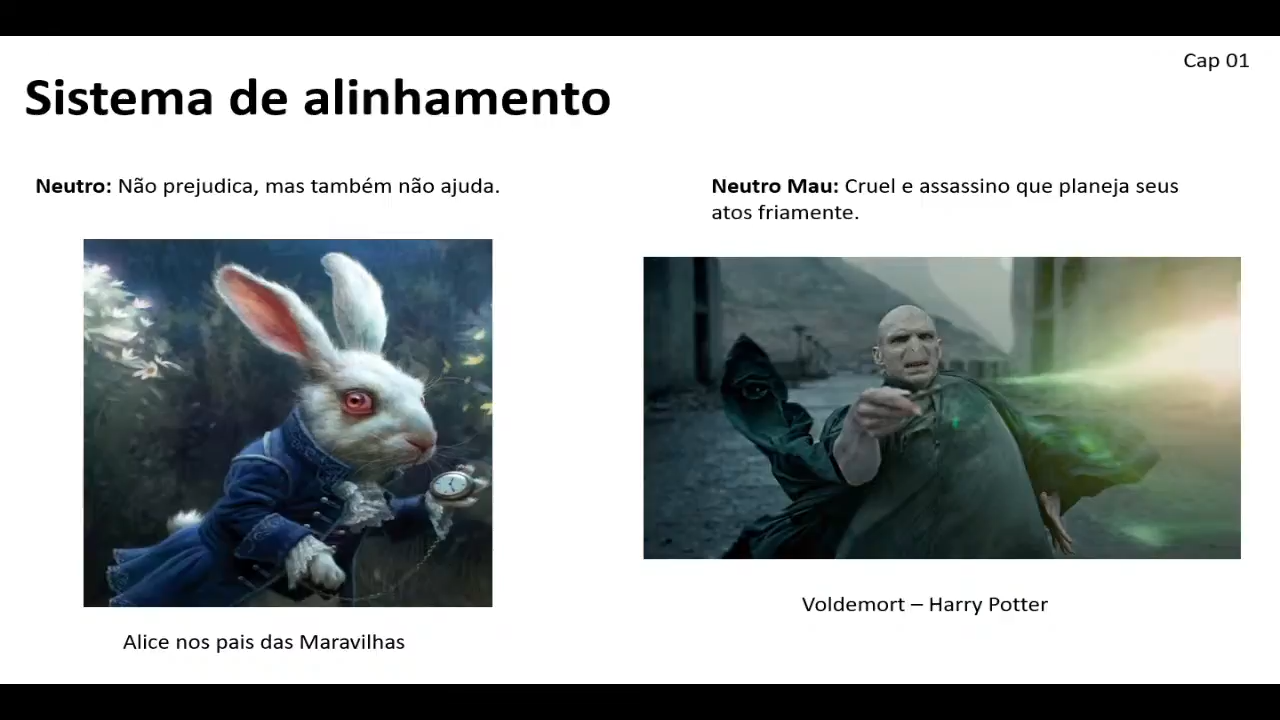 Cap 01
Sistema de alinhamento
Neutro: Não prejudica, mas também não ajuda.
Neutro Mau: Cruel e assassino que planeja seus
atos friamente.
Voldemort – Harry Potter
Alice nos pais das Maravilhas